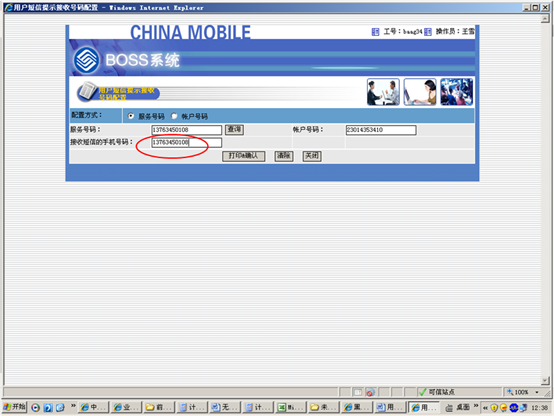 用户短信提示接收号码配置 - Windows Internet Explorer
CHINA MOBILE
工号:bang34 操作员:王雪
BOSS系统
用户短信提示接收
号码配置
配置方式: 服务号码 帐户号码
服务号码: 13763450108 查询 帐户号码: 23014353410
接收短信的手机号码: 13763450108
打印&确认 清除 关闭
可信站点 100%
开始 中... 业... 前... 计... 无... 计... 计... Mi... 未... 黑... 用... 用... 桌面 12:38